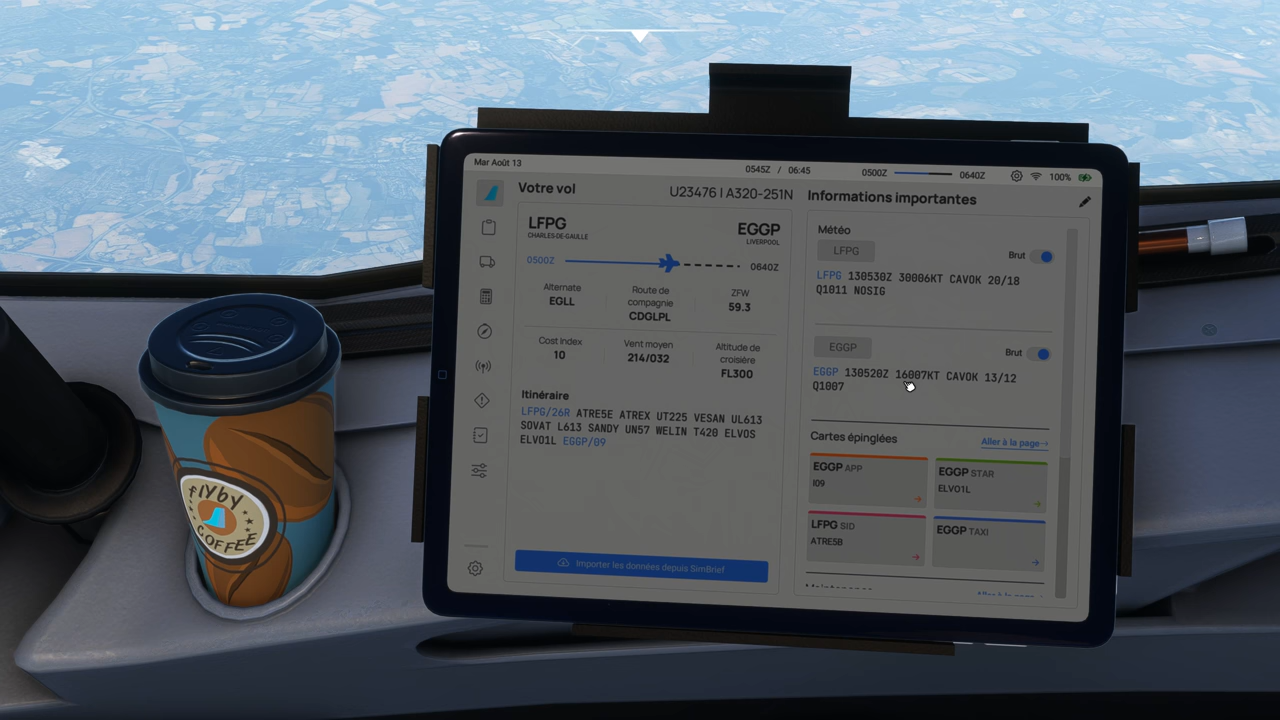 Mar Août 13
0545Z / 06:45
0500Z
0640Z
100%
Votre vol
U23476 | A320-251N
LFPG
CHARLES-DE-GAULLE
EGGP
LIVERPOOL
0500Z
0640Z
Alternate
EGLL
Route de
compagnie
CDGLPL
ZFW
59.3
Cost Index
10
Vent moyen
214/032
Altitude de
croisière
FL300
Itinéraire
LFPG/26R ATRE5E ATREX UT225 VESAN UL613
SOVAT L613 SANDY UN57 WELIN T420 ELVOS
ELVO1L EGGP/09
Importer les données depuis SimBrief
Informations importantes
Météo
LFPG
Brut
LFPG 130530Z 30006KT CAVOK 20/18
Q1011 NOSIG
EGGP
Brut
EGGP 130520Z 16007KT CAVOK 13/12
Q1007
Cartes épinglées
Aller à la page→
EGGP APP
I09
EGGP STAR
ELVO1L
LFPG SID
ATRE5B
EGGP TAXI
flyby
COFFEE